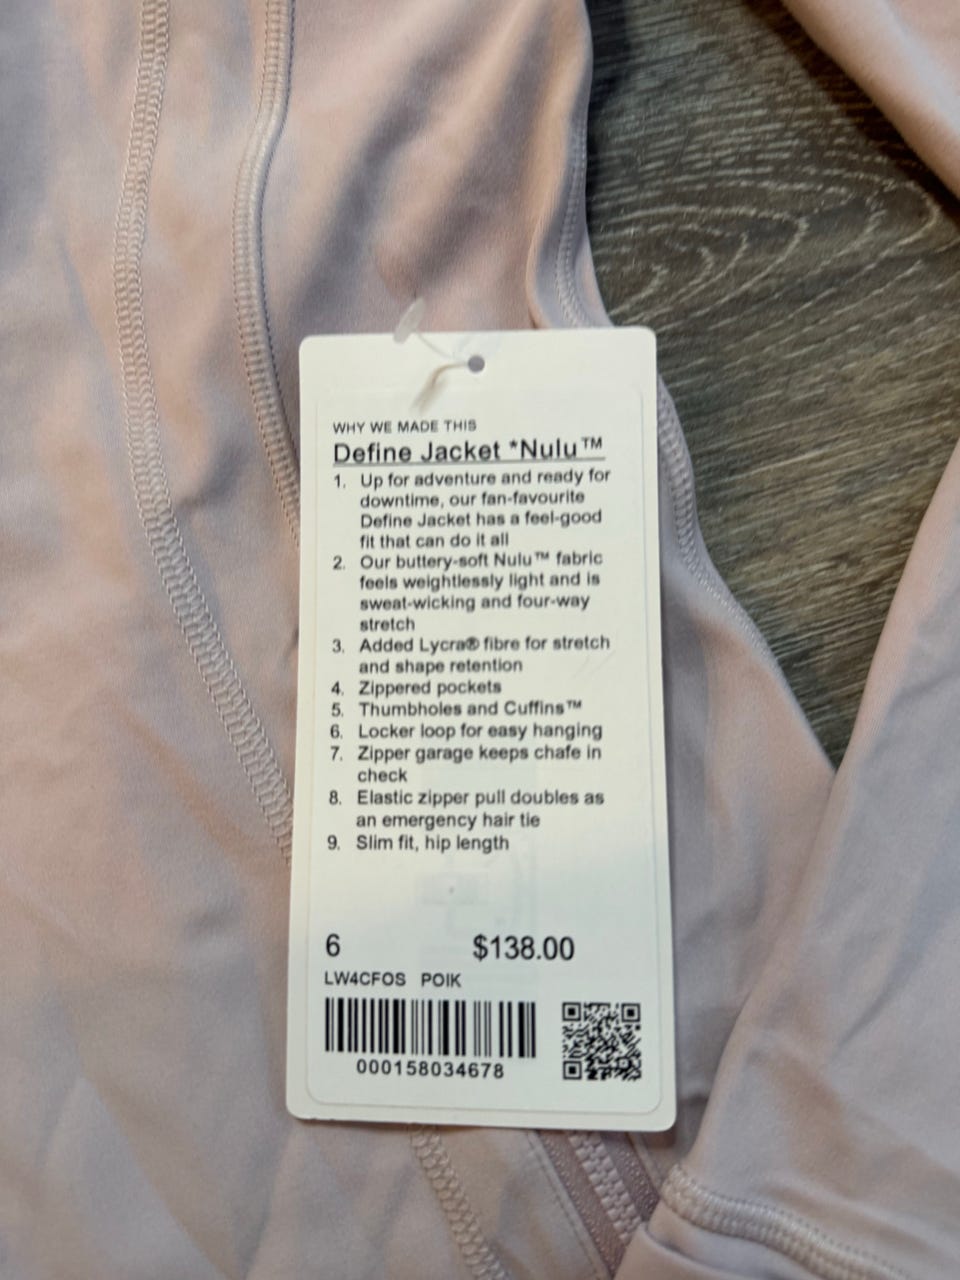 WHY WE MADE THIS
Define Jacket *Nulu™
1. Up for adventure and ready for
downtime, our fan-favourite
Define Jacket has a feel-good
fit that can do it all
2. Our buttery-soft Nulu™ fabric
feels weightlessly light and is
sweat-wicking and four-way
stretch
3. Added Lycra® fibre for stretch
and shape retention
4. Zippered pockets
5. Thumbholes and Cuffins™
6. Locker loop for easy hanging
7. Zipper garage keeps chafe in
check
8. Elastic zipper pull doubles as
an emergency hair tie
9. Slim fit, hip length
6 $138.00
LW4CFOS POIK
000158034678